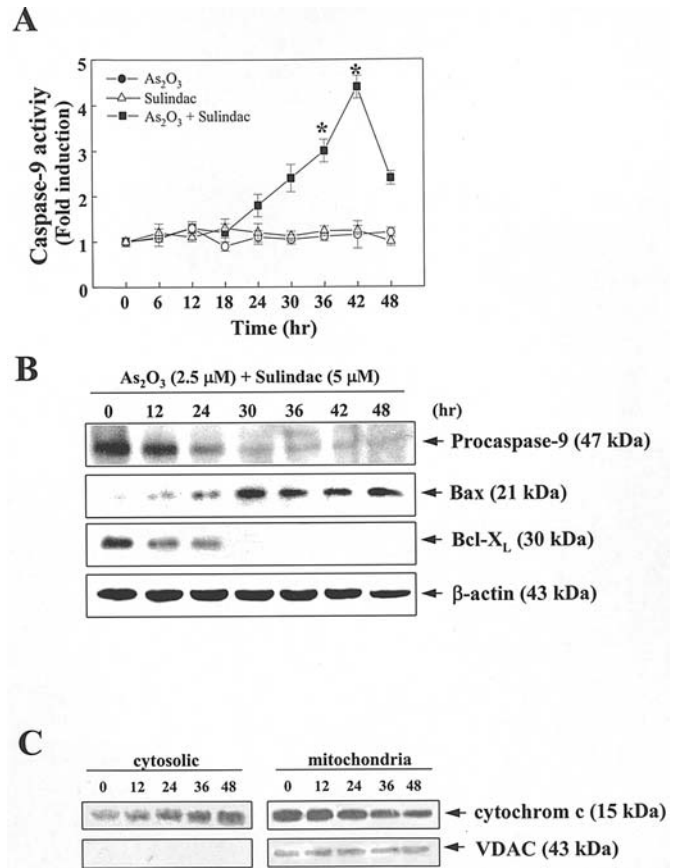 A
Caspase-9 activiy
(Fold induction)
5
4
3
2
1
0
As₂O₃
Sulindac
As₂O₃ + Sulindac
*
*
0 6 12 18 24 30 36 42 48
Time (hr)
B
As₂O₃ (2.5 μM) + Sulindac (5 μM)
0 12 24 30 36 42 48 (hr)
Procaspase-9 (47 kDa)
Bax (21 kDa)
Bcl-X_L (30 kDa)
β-actin (43 kDa)
C
cytosolic mitochondria
0 12 24 36 48 0 12 24 36 48
cytochrom c (15 kDa)
VDAC (43 kDa)